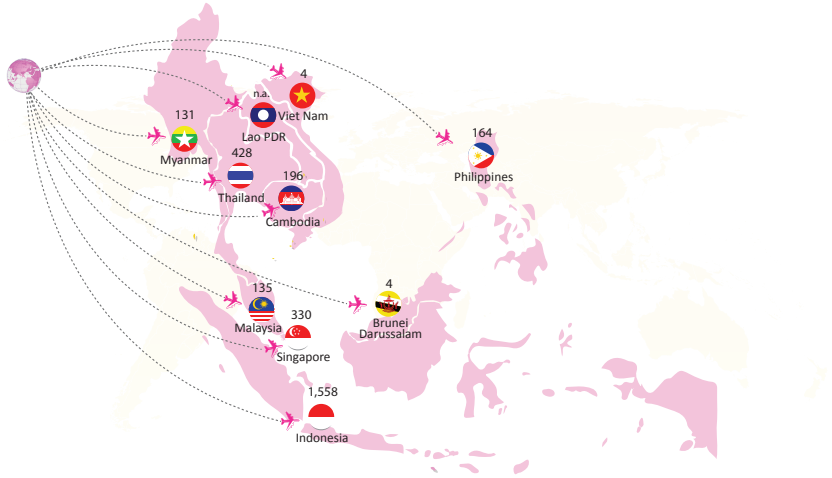 4
Viet Nam
n.a.
Lao PDR
131
Myanmar
164
Philippines
428
Thailand
196
Cambodia
135
Malaysia
4
Brunei
Darussalam
330
Singapore
1,558
Indonesia